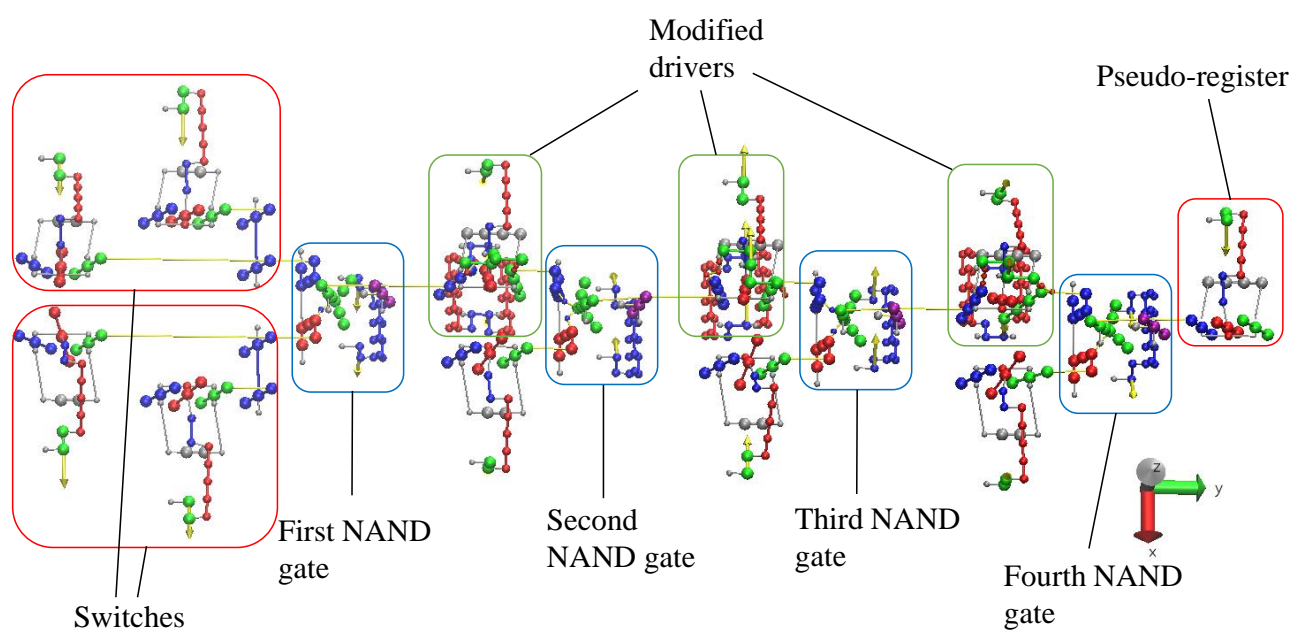 Modified
drivers
Pseudo-register
First NAND
gate
Second
NAND gate
Third NAND
gate
Fourth NAND
gate
Switches
z
y
x